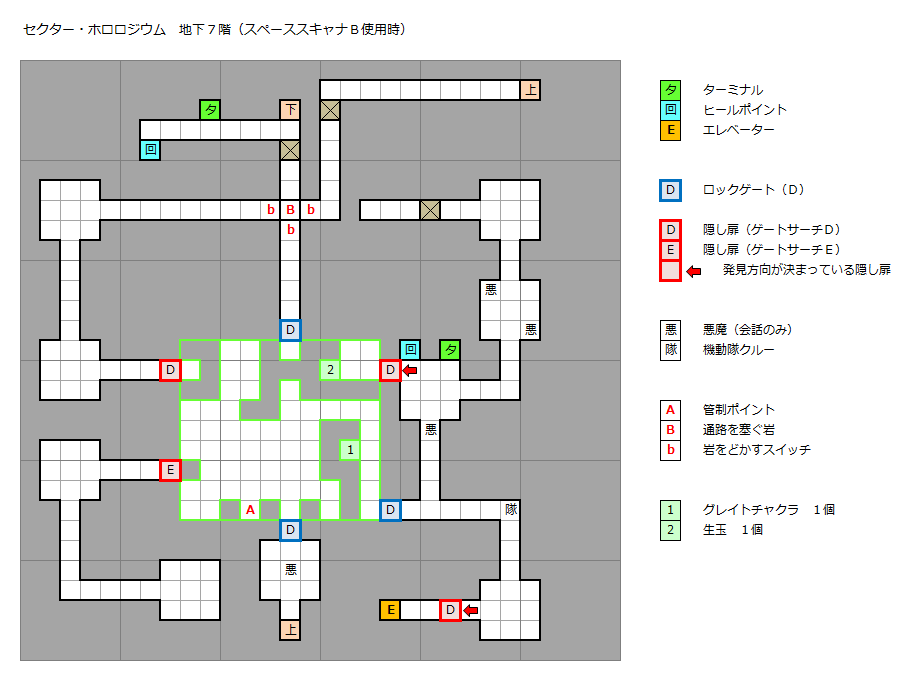 セクター・ホロロジウム　地下７階（スペーススキャナＢ使用時）
上
タ
下
回
b
B
b
b
悪
悪
D
回
タ
D
2
D
悪
1
E
A
D
隊
D
悪
E
D
上
タ　ターミナル
回　ヒールポイント
E　エレベーター
D　ロックゲート（Ｄ）
D　隠し扉（ゲートサーチＤ）
E　隠し扉（ゲートサーチＥ）
発見方向が決まっている隠し扉
悪　悪魔（会話のみ）
隊　機動隊クルー
A　管制ポイント
B　通路を塞ぐ岩
b　岩をどかすスイッチ
1　グレイトチャクラ　１個
2　生玉　１個